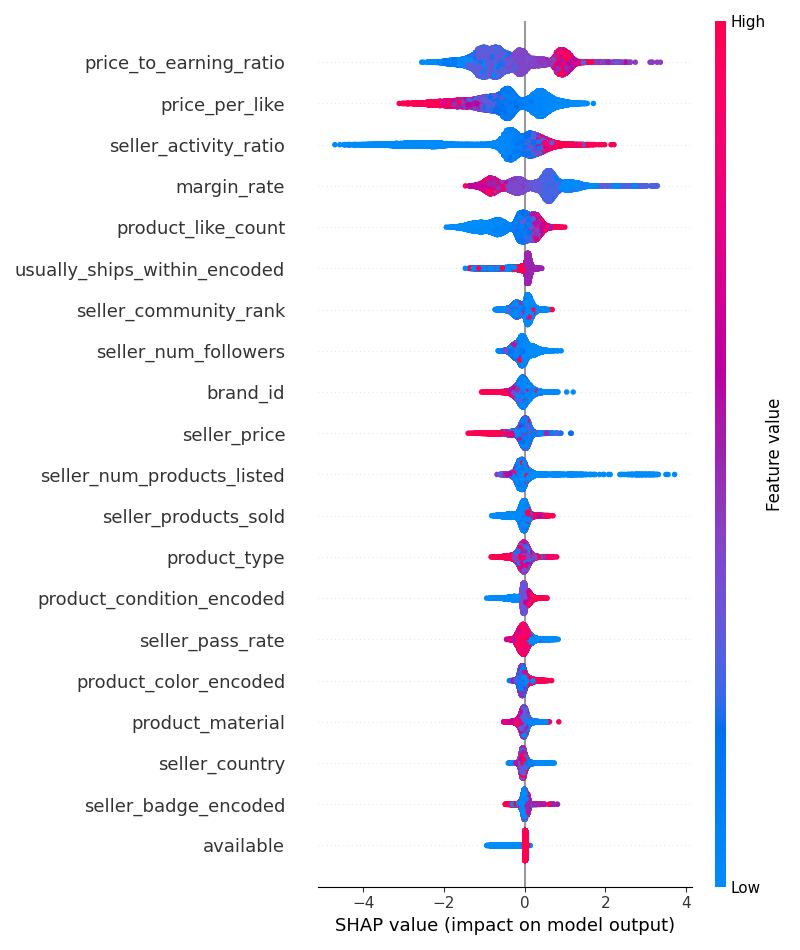 High
price_to_earning_ratio
price_per_like
seller_activity_ratio
margin_rate
product_like_count
usually_ships_within_encoded
seller_community_rank
seller_num_followers
brand_id
seller_price
seller_num_products_listed
seller_products_sold
product_type
product_condition_encoded
seller_pass_rate
product_color_encoded
product_material
seller_country
seller_badge_encoded
available
Feature value
Low
−4 −2 0 2 4
SHAP value (impact on model output)